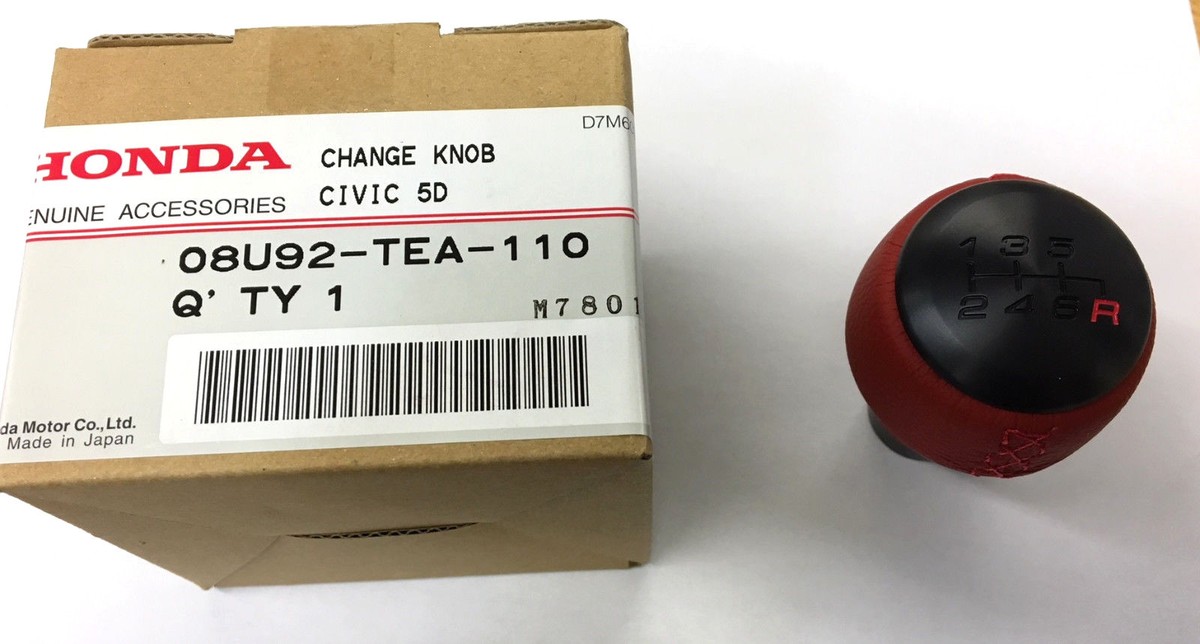 D7M6
HONDA
CHANGE KNOB
ENUINE ACCESSORIES
CIVIC 5D
08U92-TEA-110
Q' TY 1
M7801
da Motor Co., Ltd.
Made in Japan
1 3 5
2 4 6 R